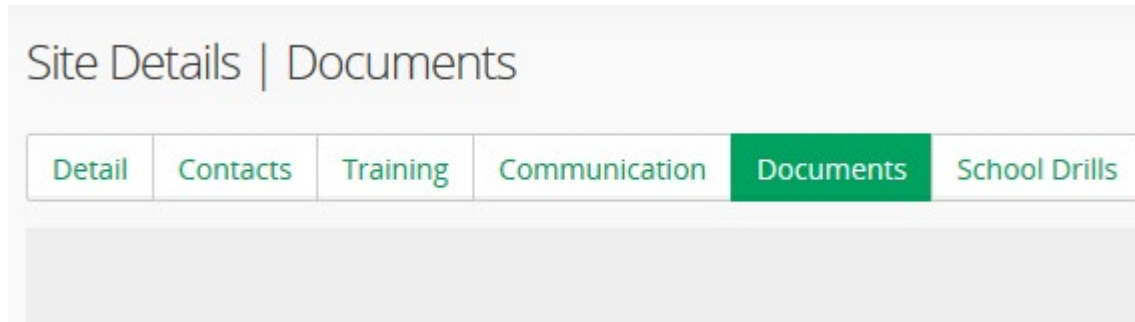 Site Details | Documents
Detail Contacts Training Communication Documents School Drills